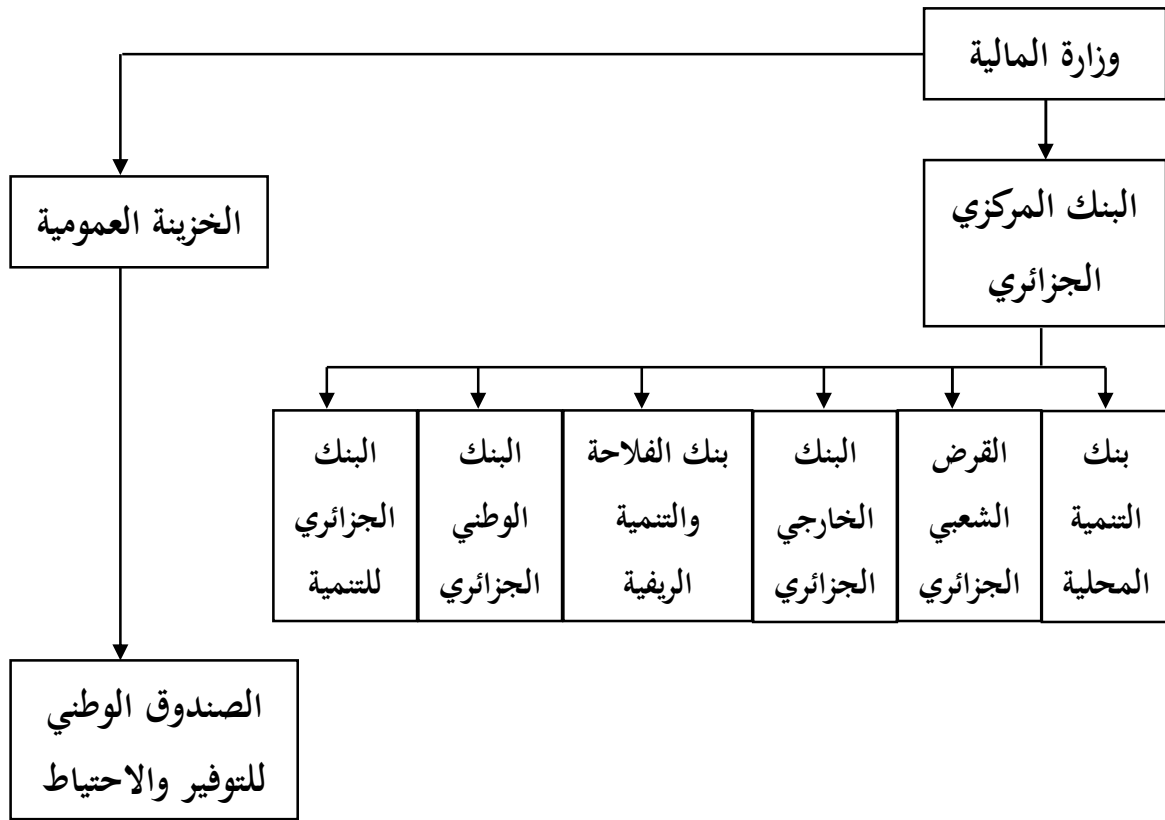 وزارة المالية
الخزينة العمومية
البنك المركزي
الجزائري
بنك
التنمية
المحلية
القرض
الشعبي
الجزائري
البنك
الخارجي
الجزائري
بنك الفلاحة
والتنمية
الريفية
البنك
الوطني
الجزائري
البنك
الجزائري
للتنمية
الصندوق الوطني
للتوفير والاحتياط